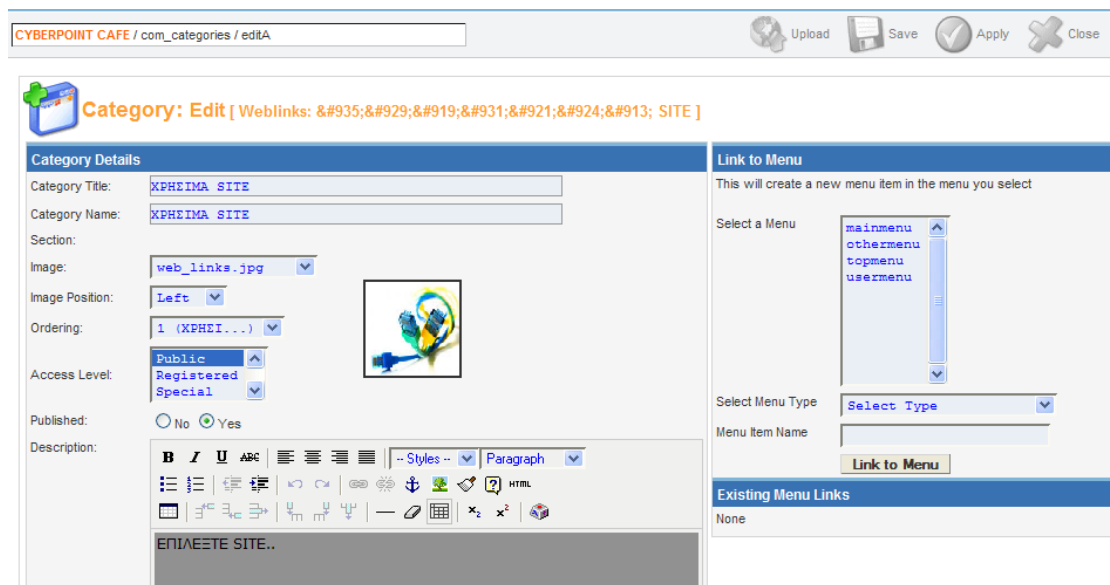 CYBERPOINT CAFE / com_categories / editA
Upload Save Apply Close
Category: Edit [ Weblinks: &#935;&#929;&#919;&#931;&#921;&#924;&#913; SITE ]
Category Details
Category Title: ΧΡΗΣΙΜΑ SITE
Category Name: ΧΡΗΣΙΜΑ SITE
Section:
Image: web_links.jpg
Image Position: Left
Ordering: 1 (ΧΡΗΣΙ...)
Access Level: Public
Registered
Special
Published: No Yes
Description:
B I U ABC -- Styles -- Paragraph
HTML
x₂ x²
ΕΠΙΛΕΞΤΕ SITE..
Link to Menu
This will create a new menu item in the menu you select
Select a Menu mainmenu
othermenu
topmenu
usermenu
Select Menu Type Select Type
Menu Item Name
Link to Menu
Existing Menu Links
None